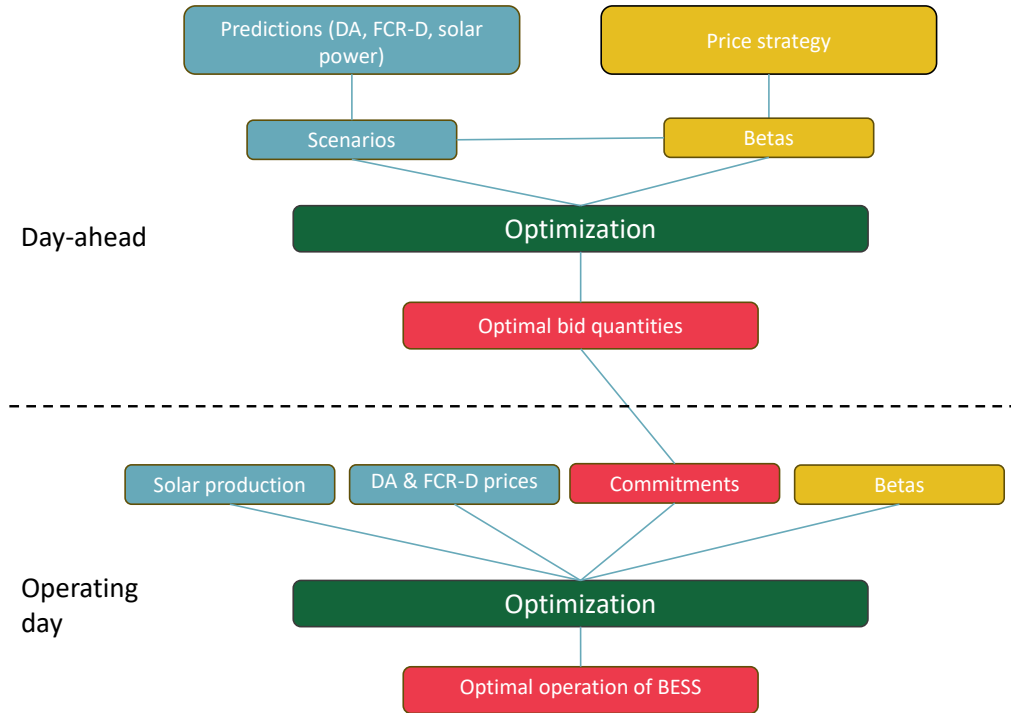 Predictions (DA, FCR-D, solar
power)
Price strategy
Scenarios
Betas
Day-ahead
Optimization
Optimal bid quantities
Solar production
DA & FCR-D prices
Commitments
Betas
Operating
day
Optimization
Optimal operation of BESS